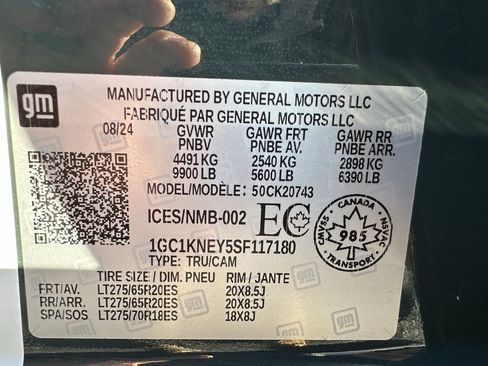 gm
MANUFACTURED BY GENERAL MOTORS LLC
FABRIQUÉ PAR GENERAL MOTORS LLC
08/24 GVWR GAWR FRT GAWR RR
PNBV PNBE AV. PNBE ARR.
4491 KG 2540 KG 2898 KG
9900 LB 5600 LB 6390 LB
MODEL/MODÈLE: 50CK20743
ICES/NMB-002 EC
CANADA
SVMNC 985 NSVAC
TRANSPORT
1GC1KNEY5SF117180
TYPE: TRU/CAM
TIRE SIZE / DIM. PNEU RIM / JANTE
FRT/AV. LT275/65R20ES 20X8.5J
RR/ARR. LT275/65R20ES 20X8.5J
SPA/SOS LT275/70R18ES 18X8J